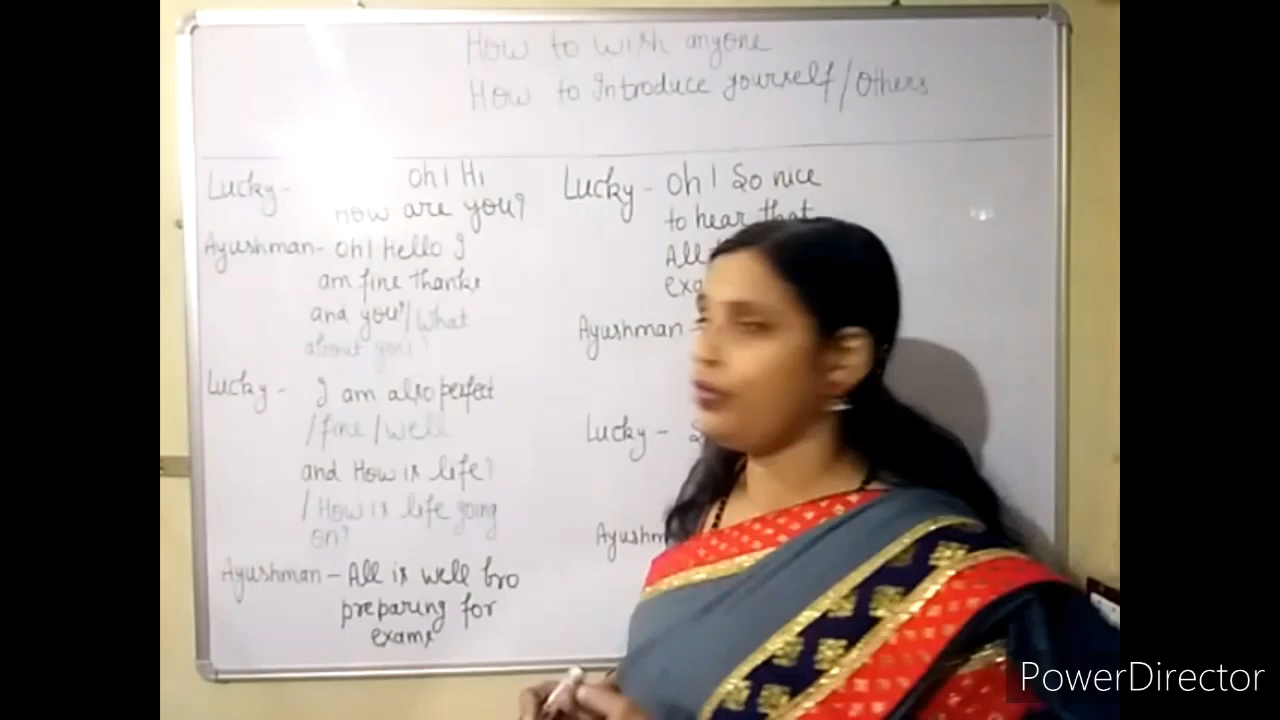 How to wish anyone
How to Introduce yourself/Others
Lucky- Oh! Hi
How are you?
Ayushman- Oh! Hello I
am fine thanks
and you?/What
about you?
Lucky- I am also perfect
/fine/well
and How is life?
/How is life going
on?
Ayushman- All is well bro
preparing for
exams
Lucky- Oh! So nice
to hear that
All
Ayushman-
Lucky-
PowerDirector